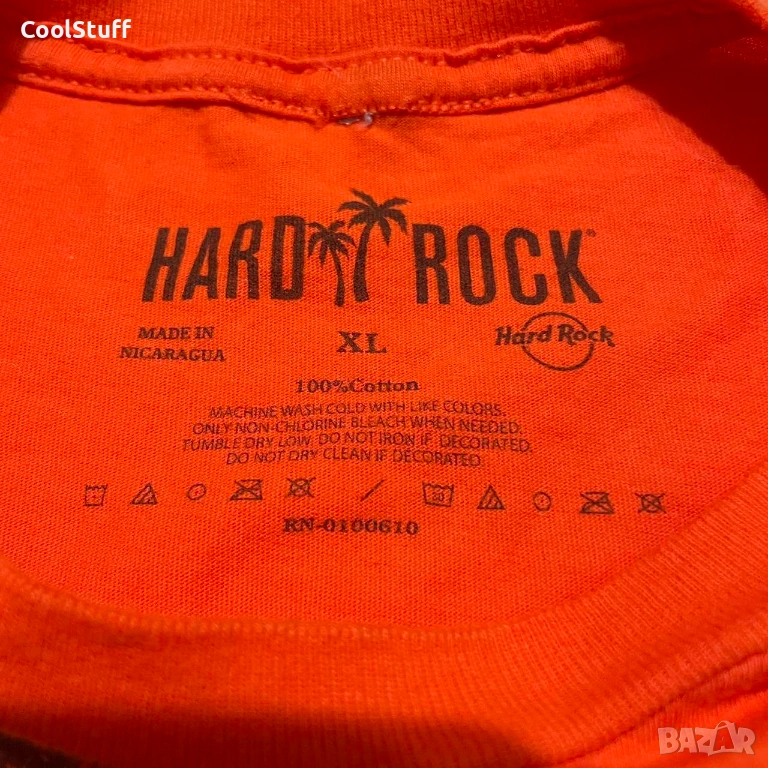 CoolStuff
HARD ROCK®
MADE IN
NICARAGUA
XL
Hard Rock
100%Cotton
MACHINE WASH COLD WITH LIKE COLORS.
ONLY NON-CHLORINE BLEACH WHEN NEEDED.
TUMBLE DRY LOW. DO NOT IRON IF DECORATED.
DO NOT DRY CLEAN IF DECORATED.
30
RN-0100610
BAZAR